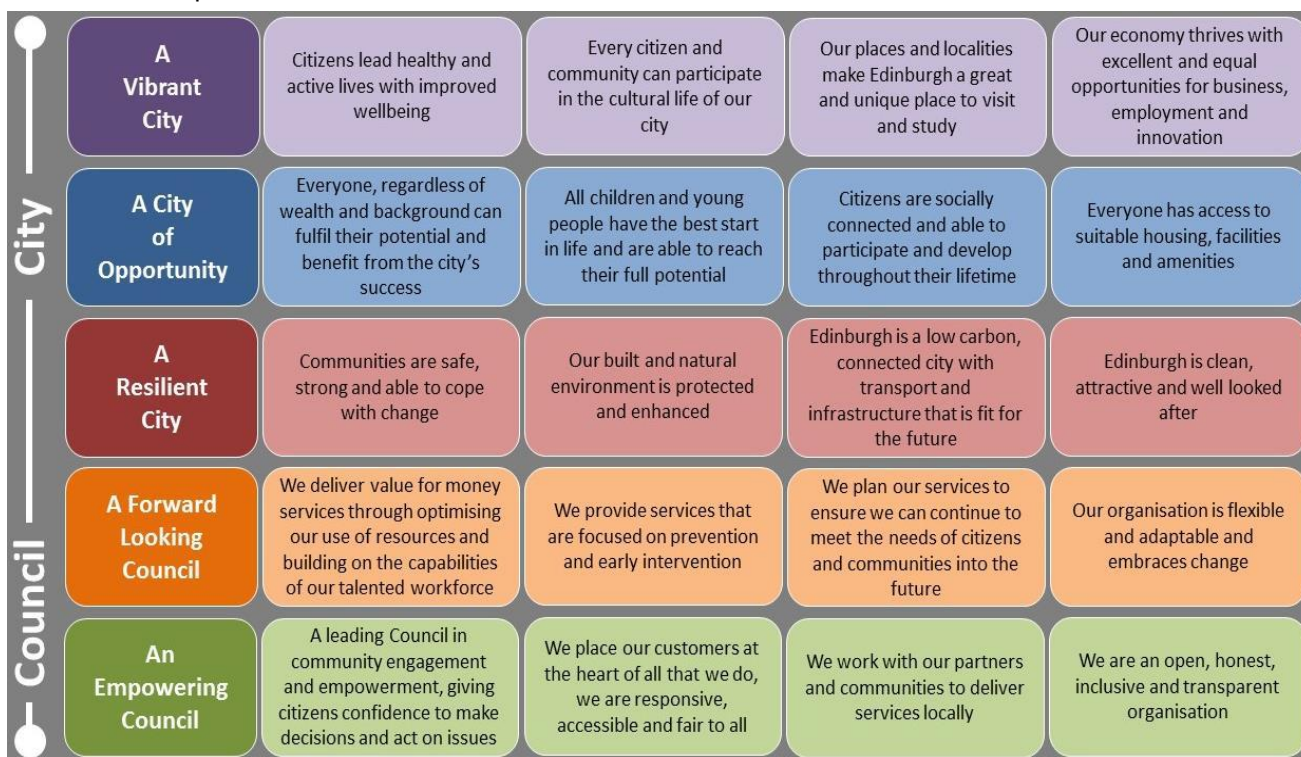 City
Council
A
Vibrant
City
Citizens lead healthy and
active lives with improved
wellbeing
Every citizen and
community can participate
in the cultural life of our
city
Our places and localities
make Edinburgh a great
and unique place to visit
and study
Our economy thrives with
excellent and equal
opportunities for business,
employment and
innovation
A City
of
Opportunity
Everyone, regardless of
wealth and background can
fulfil their potential and
benefit from the city's
success
All children and young
people have the best start
in life and are able to reach
their full potential
Citizens are socially
connected and able to
participate and develop
throughout their lifetime
Everyone has access to
suitable housing, facilities
and amenities
A
Resilient
City
Communities are safe,
strong and able to cope
with change
Our built and natural
environment is protected
and enhanced
Edinburgh is a low carbon,
connected city with
transport and
infrastructure that is fit for
the future
Edinburgh is clean,
attractive and well looked
after
A Forward
Looking
Council
We deliver value for money
services through optimising
our use of resources and
building on the capabilities
of our talented workforce
We provide services that
are focused on prevention
and early intervention
We plan our services to
ensure we can continue to
meet the needs of citizens
and communities into the
future
Our organisation is flexible
and adaptable and
embraces change
An
Empowering
Council
A leading Council in
community engagement
and empowerment, giving
citizens confidence to make
decisions and act on issues
We place our customers at
the heart of all that we do,
we are responsive,
accessible and fair to all
We work with our partners
and communities to deliver
services locally
We are an open, honest,
inclusive and transparent
organisation